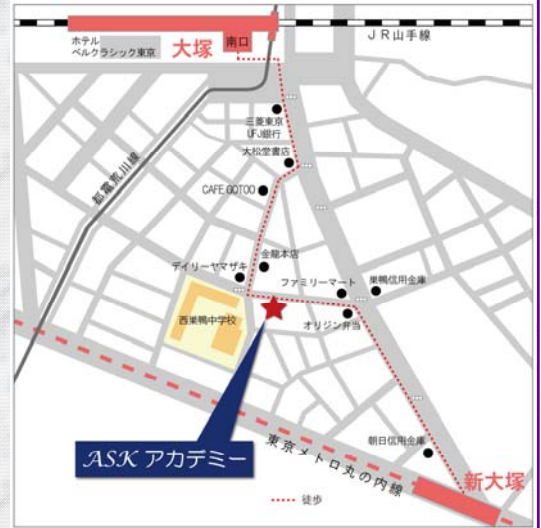 JR山手線
ホテル
ベルクラシック東京
大塚
南口
三菱東京
UFJ銀行
大松堂書店
都電荒川線
CAFE GOTOO
金龍本店
デイリーヤマザキ
ファミリーマート
巣鴨信用金庫
西巣鴨中学校
オリジン弁当
ASK アカデミー
東京メトロ丸の内線
朝日信用金庫
新大塚
徒歩